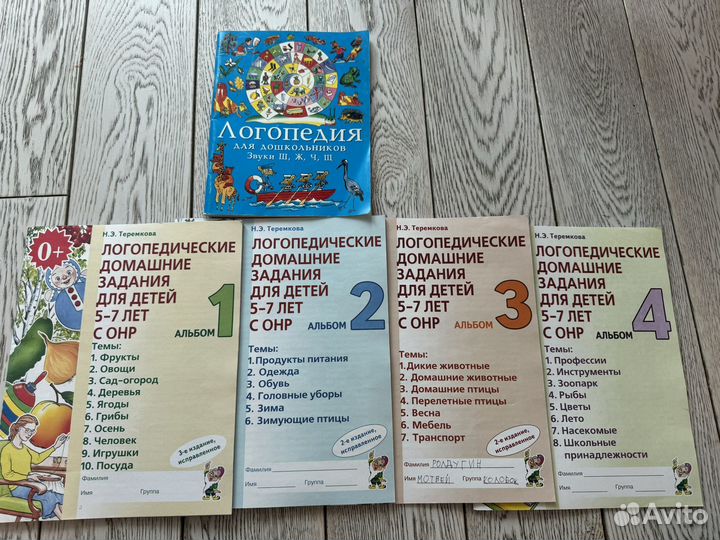 Логопедия
для дошкольников
Звуки Ш, Ж, Ч, Щ
0+
Н.Э. Теремкова
ЛОГОПЕДИЧЕСКИЕ
ДОМАШНИЕ
ЗАДАНИЯ
ДЛЯ ДЕТЕЙ
5–7 ЛЕТ
С ОНР АЛЬБОМ 1
Темы:
1. Фрукты
2. Овощи
3. Сад–огород
4. Деревья
5. Ягоды
6. Грибы
7. Осень
8. Человек
9. Игрушки
10. Посуда
3-е издание,
исправленное
Фамилия
Имя Группа
Н.Э. Теремкова
ЛОГОПЕДИЧЕСКИЕ
ДОМАШНИЕ
ЗАДАНИЯ
ДЛЯ ДЕТЕЙ
5–7 ЛЕТ
С ОНР АЛЬБОМ 2
Темы:
1. Продукты питания
2. Одежда
3. Обувь
4. Головные уборы
5. Зима
6. Зимующие птицы
2-е издание,
исправленное
Фамилия
Имя Группа
Н.Э. Теремкова
ЛОГОПЕДИЧЕСКИЕ
ДОМАШНИЕ
ЗАДАНИЯ
ДЛЯ ДЕТЕЙ
5–7 ЛЕТ
С ОНР АЛЬБОМ 3
Темы:
1. Дикие животные
2. Домашние животные
3. Домашние птицы
4. Перелетные птицы
5. Весна
6. Мебель
7. Транспорт
2-е издание,
исправленное
Фамилия РОЛДУГИН
Имя МОТВЕЙ Группа КОЛОБОК
Н.Э. Теремкова
ЛОГОПЕДИЧЕСКИЕ
ДОМАШНИЕ
ЗАДАНИЯ
ДЛЯ ДЕТЕЙ
5–7 ЛЕТ
С ОНР АЛЬБОМ 4
Темы:
1. Профессии
2. Инструменты
3. Зоопарк
4. Рыбы
5. Цветы
6. Лето
7. Насекомые
8. Школьные
принадлежности
Фамилия
Имя Группа
Avito